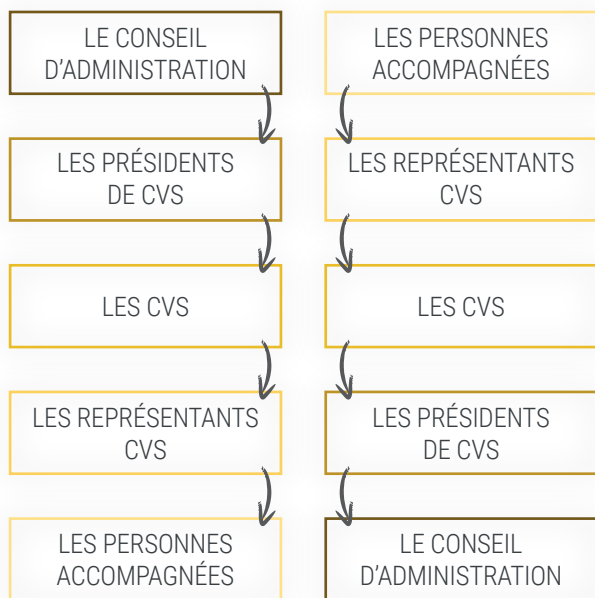 LE CONSEIL
D'ADMINISTRATION
LES PRÉSIDENTS
DE CVS
LES CVS
LES REPRÉSENTANTS
CVS
LES PERSONNES
ACCOMPAGNÉES
LES PERSONNES
ACCOMPAGNÉES
LES REPRÉSENTANTS
CVS
LES CVS
LES PRÉSIDENTS
DE CVS
LE CONSEIL
D'ADMINISTRATION